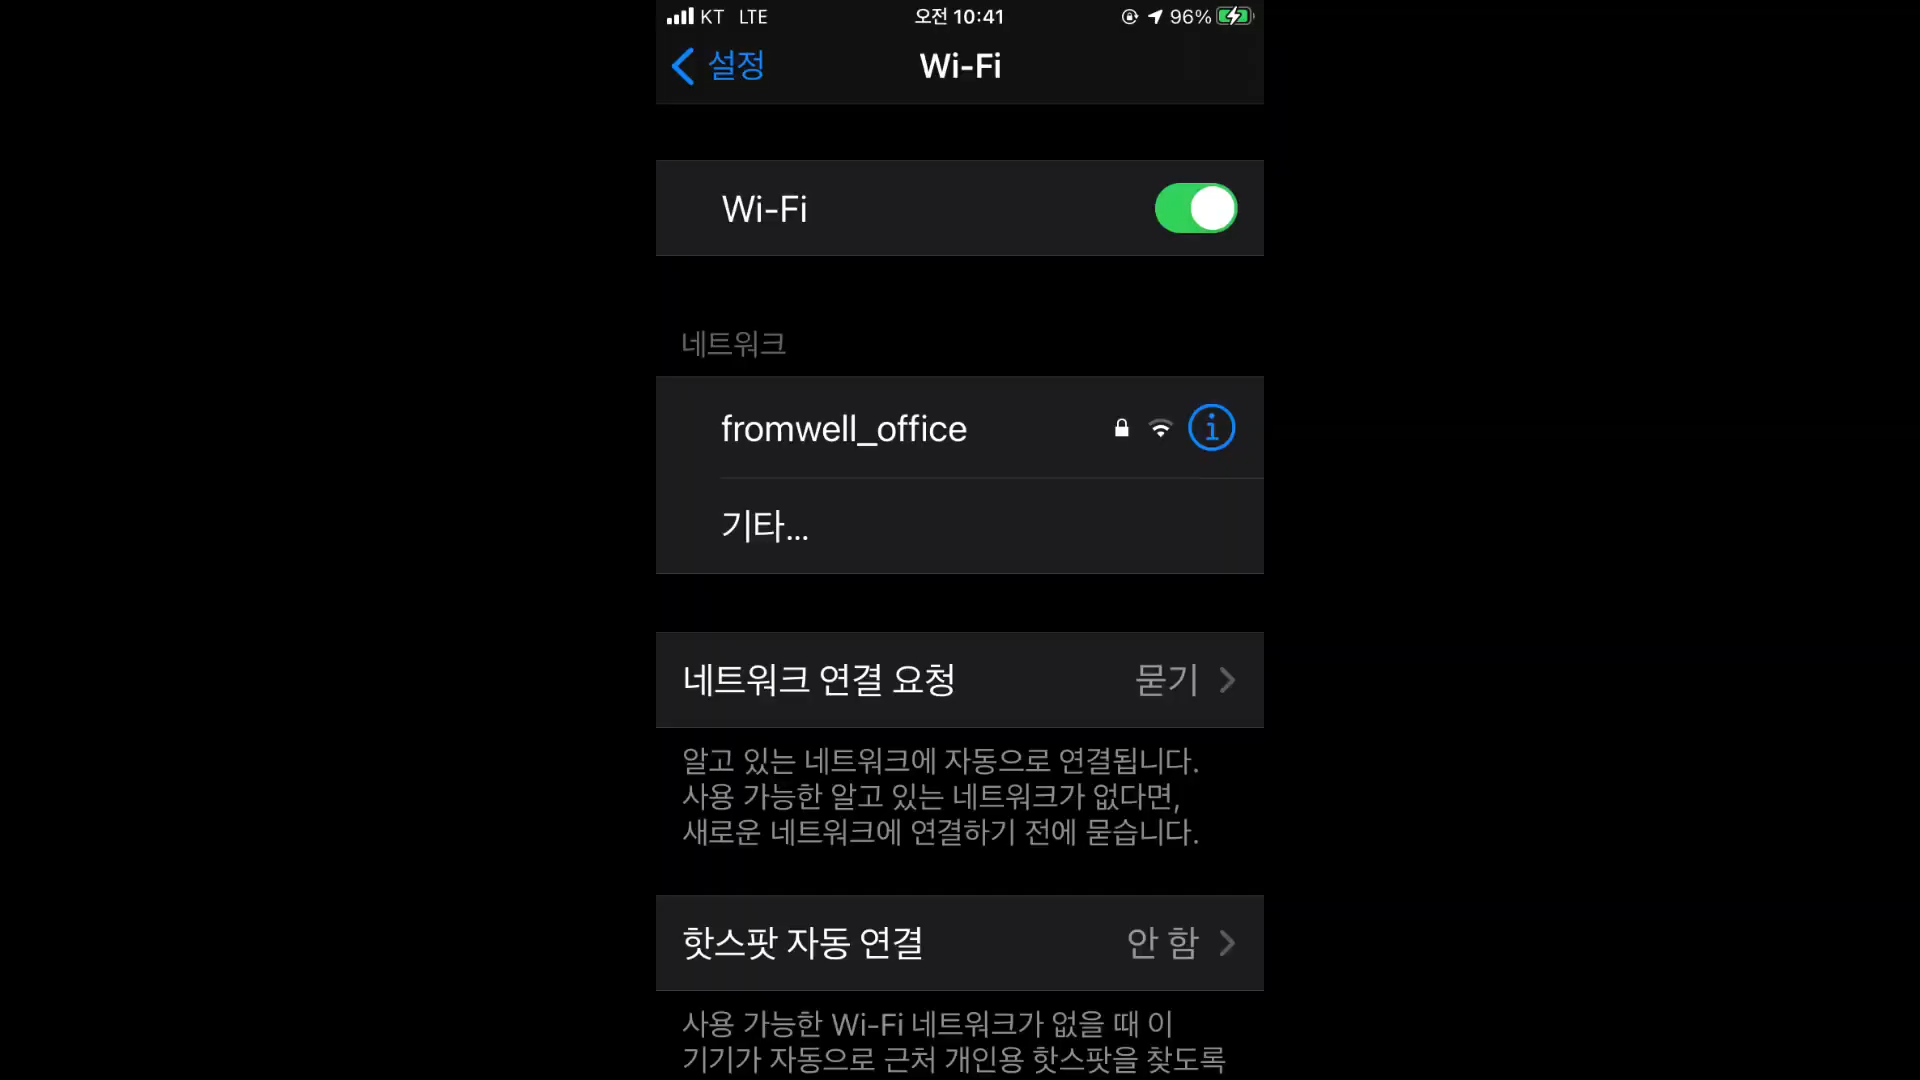 KT LTE 오전 10:41 96%
설정 Wi-Fi
Wi-Fi
네트워크
fromwell_office
기타...
네트워크 연결 요청 묻기
알고 있는 네트워크에 자동으로 연결됩니다.
사용 가능한 알고 있는 네트워크가 없다면,
새로운 네트워크에 연결하기 전에 묻습니다.
핫스팟 자동 연결 안 함
사용 가능한 Wi-Fi 네트워크가 없을 때 이
기기가 자동으로 근처 개인용 핫스팟을 찾도록